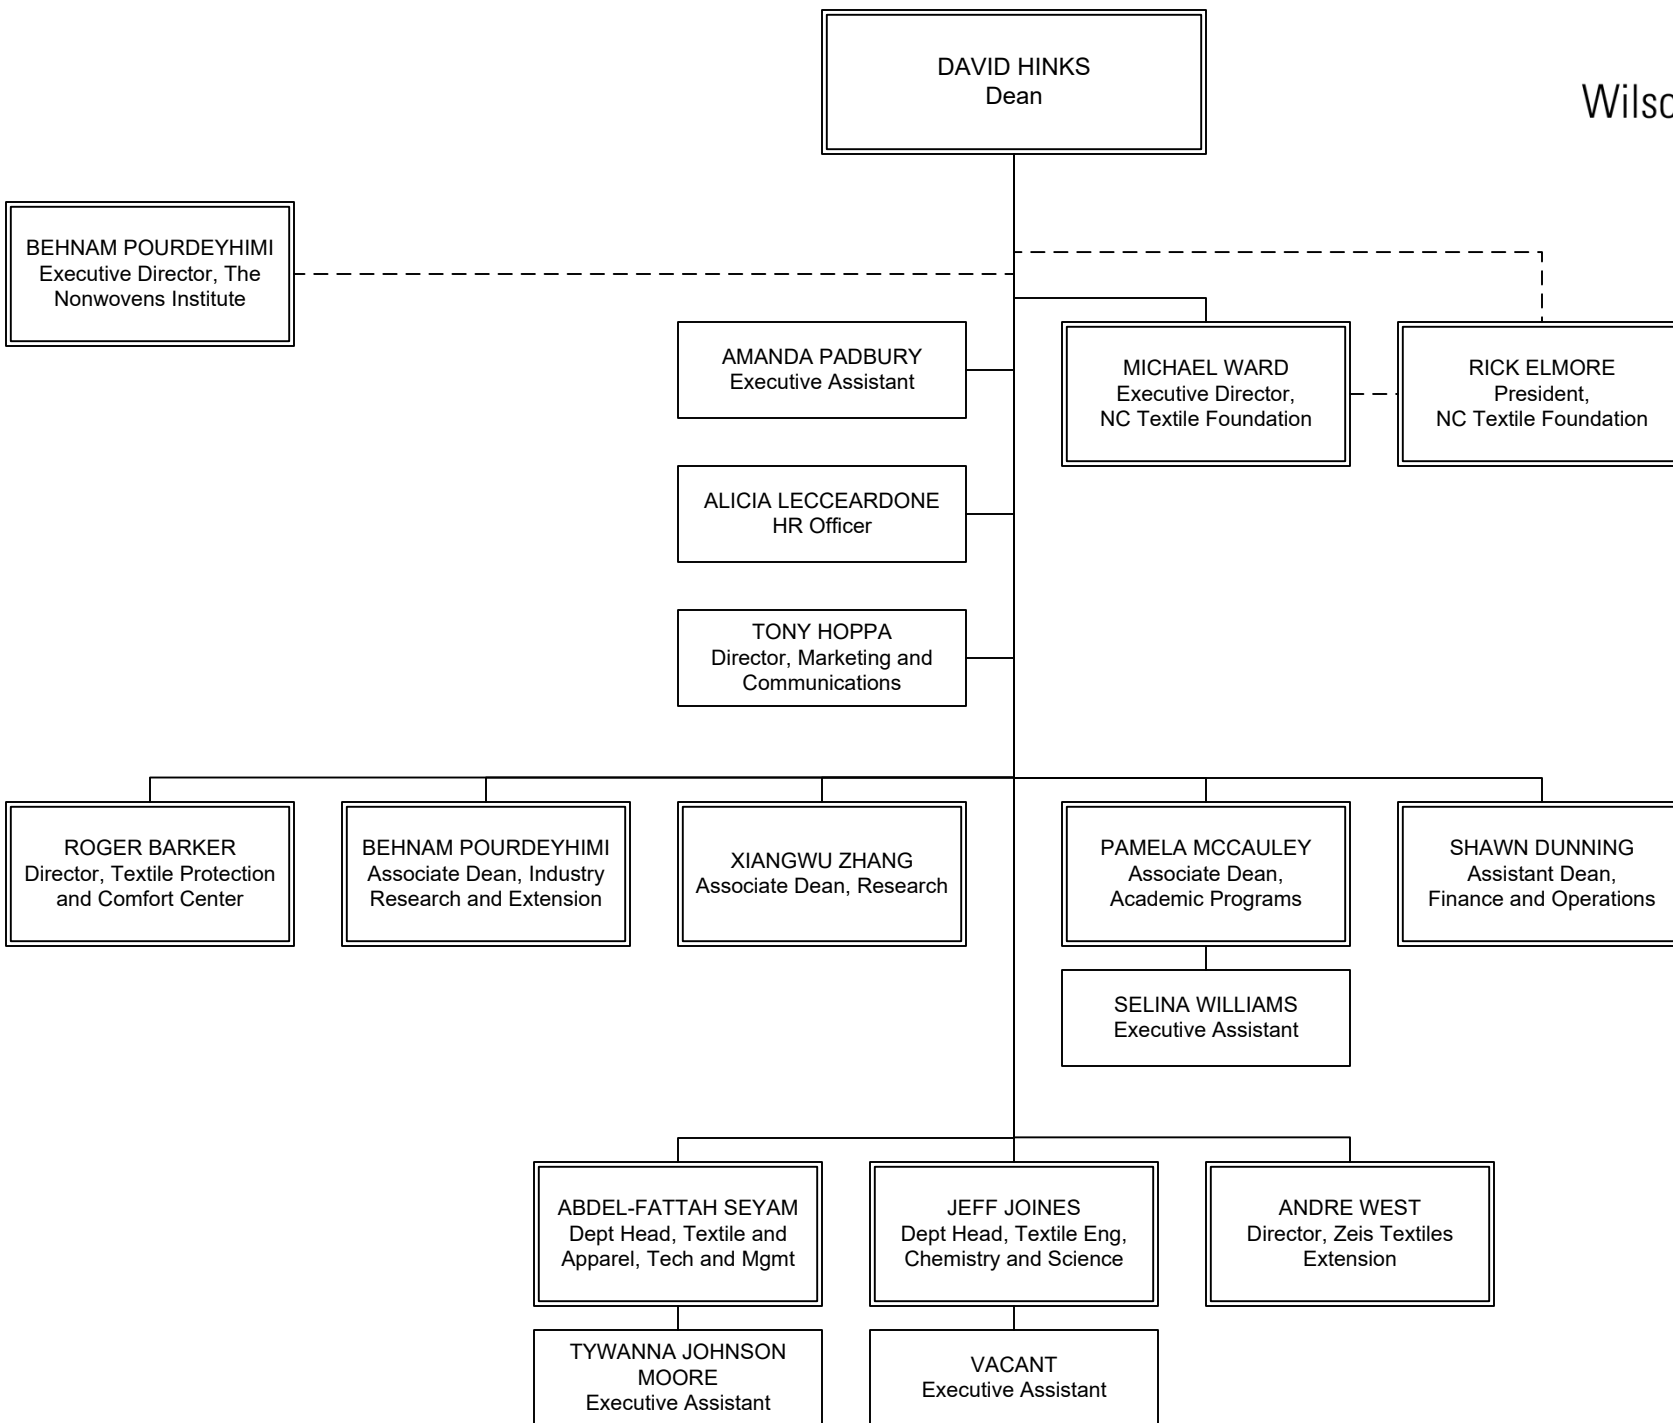 DAVID HINKS
Dean
BEHNAM POURDEYHIMI
Executive Director, The
Nonwovens Institute
AMANDA PADBURY
Executive Assistant
MICHAEL WARD
Executive Director,
NC Textile Foundation
RICK ELMORE
President,
NC Textile Foundation
ALICIA LECCEARDONE
HR Officer
TONY HOPPA
Director, Marketing and
Communications
ROGER BARKER
Director, Textile Protection
and Comfort Center
BEHNAM POURDEYHIMI
Associate Dean, Industry
Research and Extension
XIANGWU ZHANG
Associate Dean, Research
PAMELA MCCAULEY
Associate Dean,
Academic Programs
SHAWN DUNNING
Assistant Dean,
Finance and Operations
SELINA WILLIAMS
Executive Assistant
ABDEL-FATTAH SEYAM
Dept Head, Textile and
Apparel, Tech and Mgmt
JEFF JOINES
Dept Head, Textile Eng,
Chemistry and Science
ANDRE WEST
Director, Zeis Textiles
Extension
TYWANNA JOHNSON
MOORE
Executive Assistant
VACANT
Executive Assistant